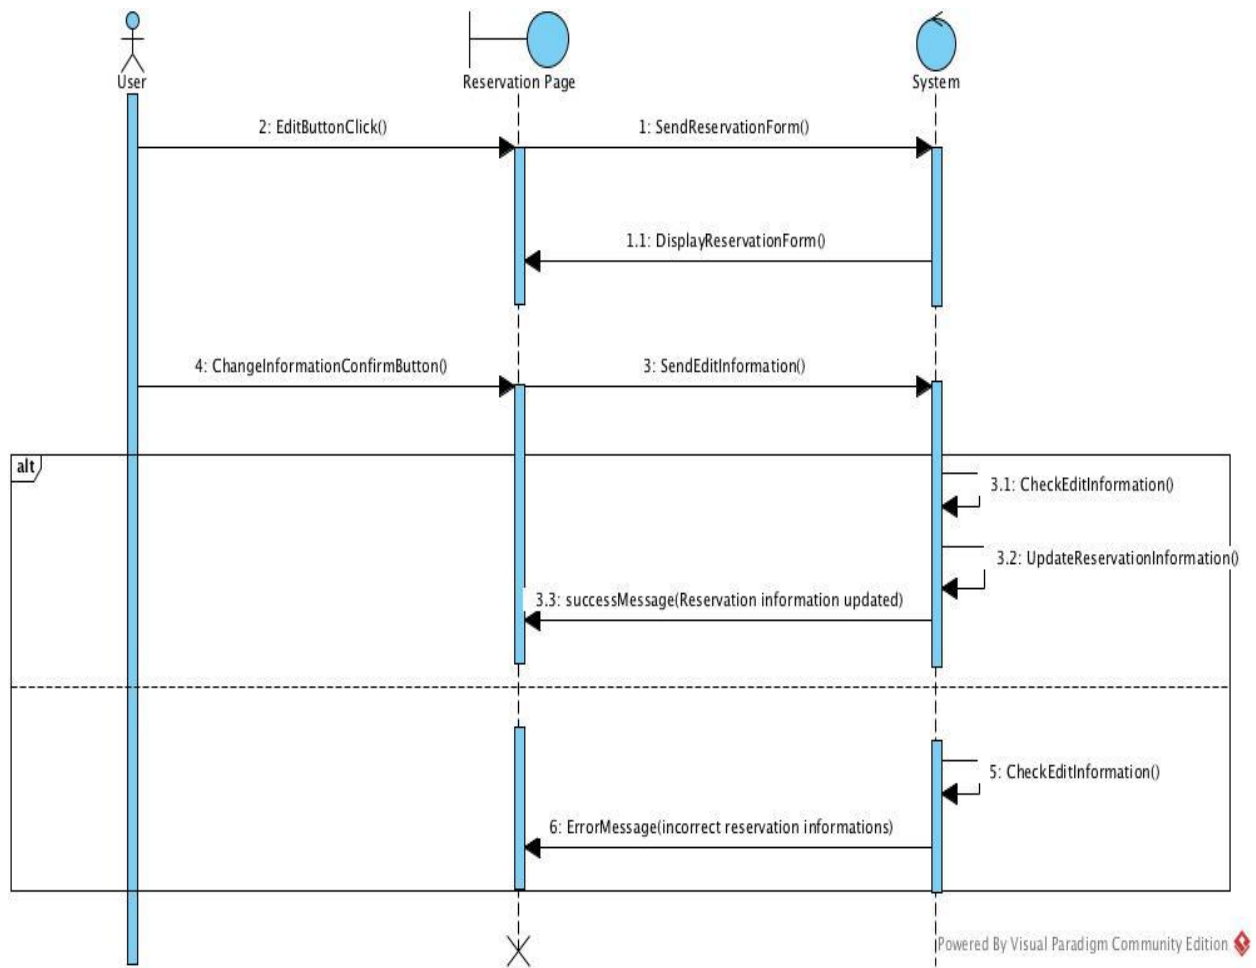 User
Reservation Page
System
2: EditButtonClick()
1: SendReservationForm()
1.1: DisplayReservationForm()
4: ChangeInformationConfirmButton()
3: SendEditInformation()
alt
3.1: CheckEditInformation()
3.2: UpdateReservationInformation()
3.3: successMessage(Reservation information updated)
5: CheckEditInformation()
6: ErrorMessage(incorrect reservation informations)
Powered By Visual Paradigm Community Edition